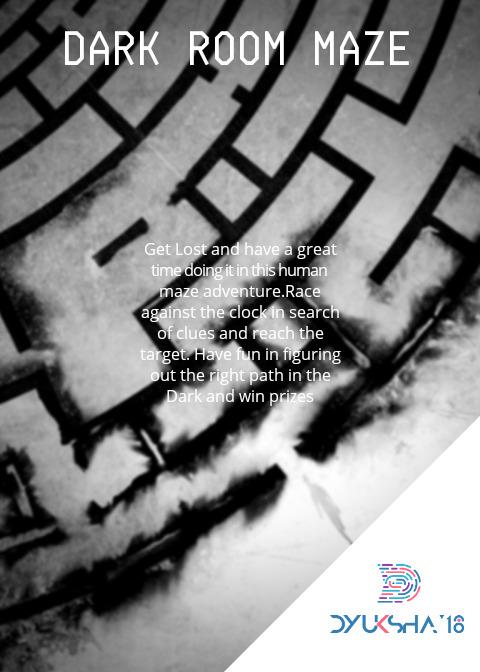 DARK ROOM MAZE
Get Lost and have a great
time doing it in this human
maze adventure.Race
against the clock in search
of clues and reach the
target. Have fun in figuring
out the right path in the
Dark and win prizes
DYUKSHA'18